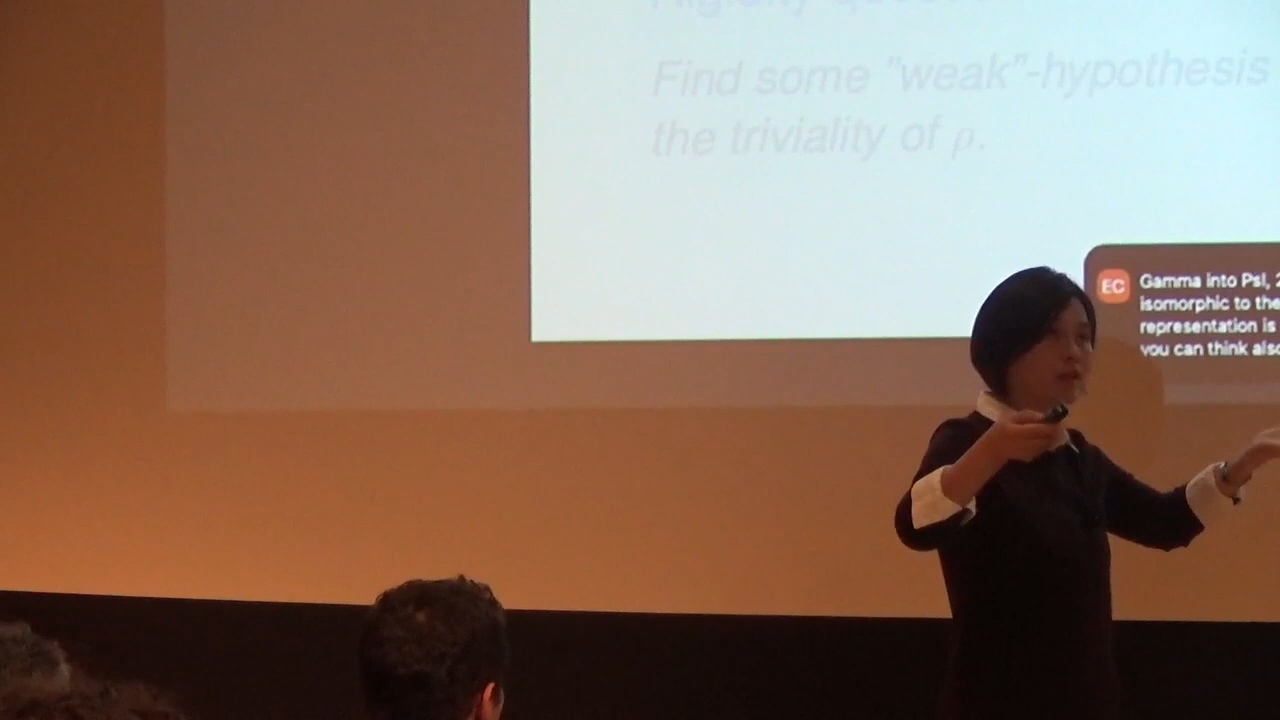 Find some "weak"-hypothesis
the triviality of ρ.
EC
Gamma into Psl, 2
isomorphic to the
representation is
you can think also